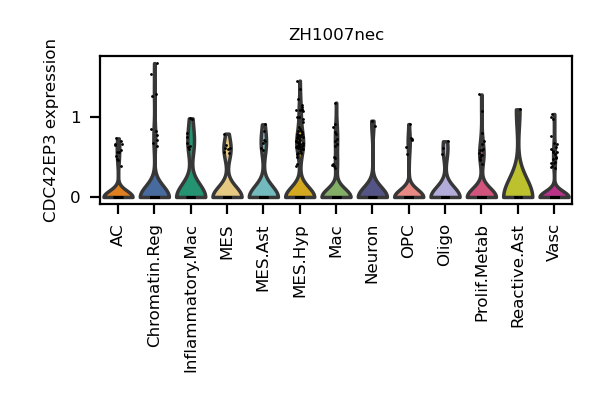 ZH1007nec
CDC42EP3 expression
1
0
AC
Chromatin.Reg
Inflammatory.Mac
MES
MES.Ast
MES.Hyp
Mac
Neuron
OPC
Oligo
Prolif.Metab
Reactive.Ast
Vasc